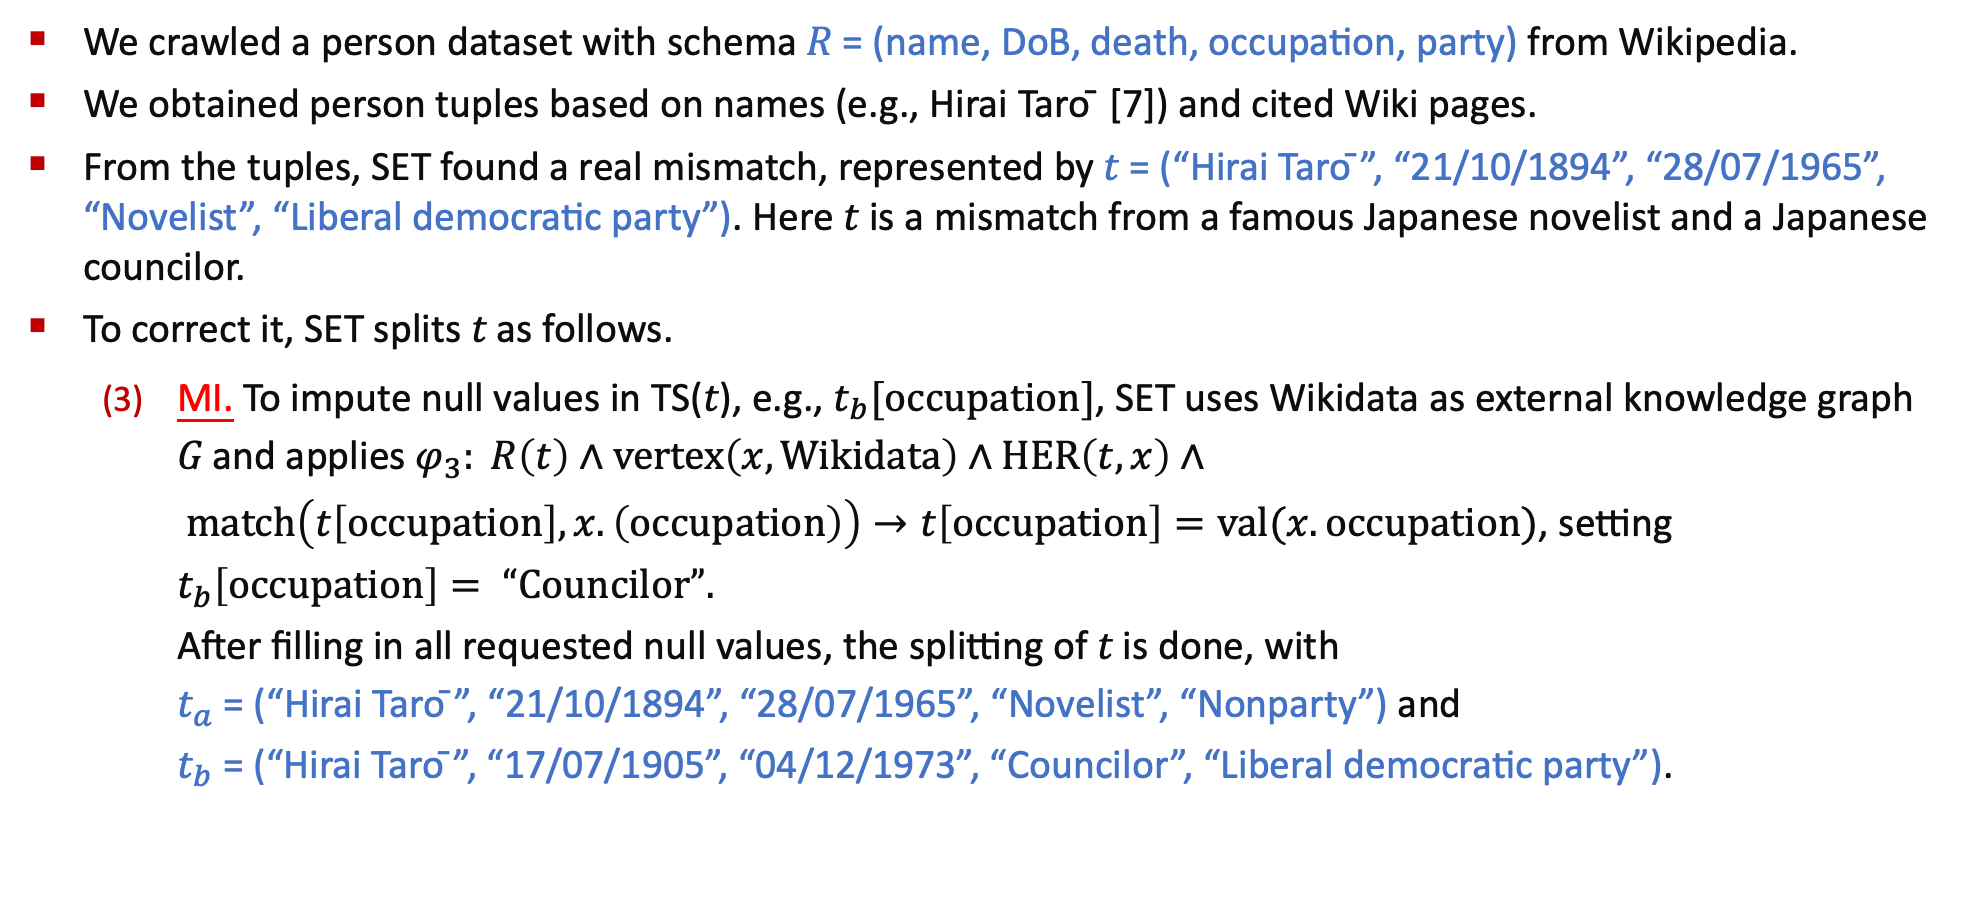 ▪ We crawled a person dataset with schema R = (name, DoB, death, occupation, party) from Wikipedia.
▪ We obtained person tuples based on names (e.g., Hirai Taro¯ [7]) and cited Wiki pages.
▪ From the tuples, SET found a real mismatch, represented by t = (“Hirai Taro¯”, “21/10/1894”, “28/07/1965”,
“Novelist”, “Liberal democratic party”). Here t is a mismatch from a famous Japanese novelist and a Japanese
councilor.
▪ To correct it, SET splits t as follows.
(3) MI. To impute null values in TS(t), e.g., t_b[occupation], SET uses Wikidata as external knowledge graph
G and applies φ₃: R(t) ∧ vertex(x, Wikidata) ∧ HER(t, x) ∧
match(t[occupation], x. (occupation)) → t[occupation] = val(x. occupation), setting
t_b[occupation] = “Councilor”.
After filling in all requested null values, the splitting of t is done, with
t_a = (“Hirai Taro¯”, “21/10/1894”, “28/07/1965”, “Novelist”, “Nonparty”) and
t_b = (“Hirai Taro¯”, “17/07/1905”, “04/12/1973”, “Councilor”, “Liberal democratic party”).